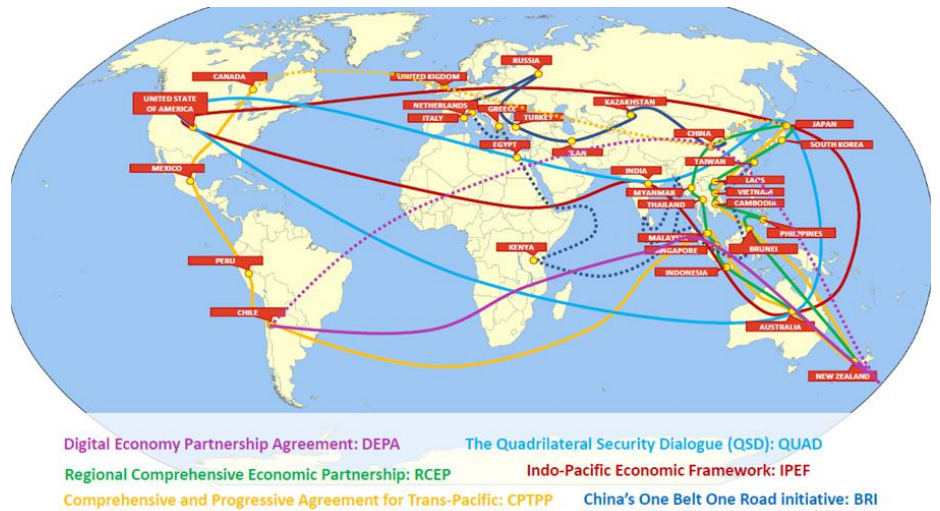 RUSSIA
CANADA
UNITED KIGDOM
UNITED STATE
OF AMERICA
NETHERLANDS
GREECE
KAZAKHSTAN
ITALY
TURKEY
CHINA
JAPAN
EGYPT
SOUTH KOREA
TAIWAN
MEXICO
INDIA
LAOS
MYANMAR
VIETNAM
THAILAND
CAMBODIA
PHILIPPINES
MALAYSIA
KENYA
BRUNEI
PERU
INDONESIA
CHILE
AUSTRALIA
NEW ZEALAND
Digital Economy Partnership Agreement: DEPA
The Quadrilateral Security Dialogue (QSD): QUAD
Regional Comprehensive Economic Partnership: RCEP
Indo-Pacific Economic Framework: IPEF
Comprehensive and Progressive Agreement for Trans-Pacific: CPTPP
China's One Belt One Road initiative: BRI